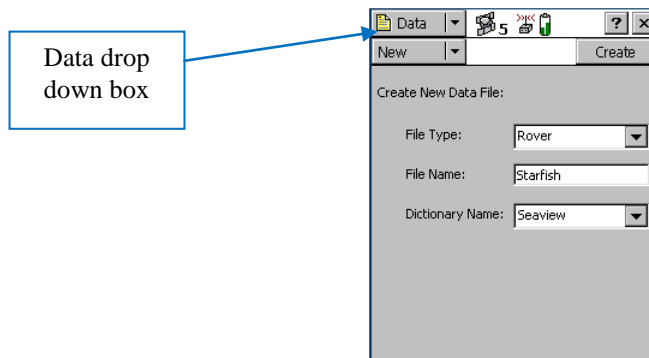 Data drop
down box
Data 5 ? ×
New Create
Create New Data File:
File Type: Rover
File Name: Starfish
Dictionary Name: Seaview